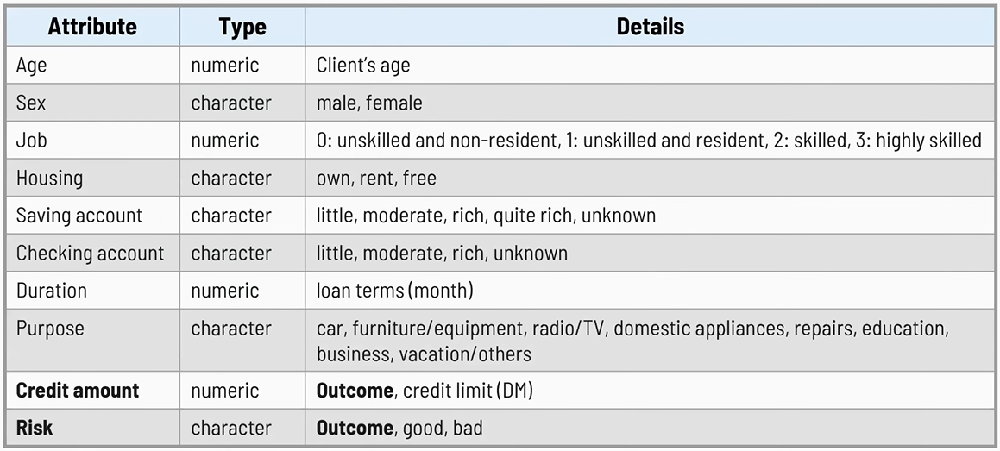 Attribute Type Details
Age numeric Client's age
Sex character male, female
Job numeric 0: unskilled and non-resident, 1: unskilled and resident, 2: skilled, 3: highly skilled
Housing character own, rent, free
Saving account character little, moderate, rich, quite rich, unknown
Checking account character little, moderate, rich, unknown
Duration numeric loan terms (month)
Purpose character car, furniture/equipment, radio/TV, domestic appliances, repairs, education,
business, vacation/others
Credit amount numeric Outcome, credit limit (DM)
Risk character Outcome, good, bad